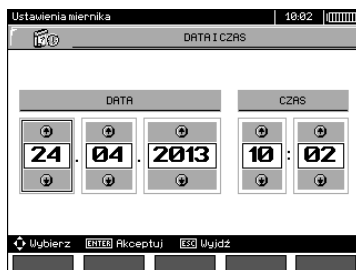 Ustawienia miernika 10:02
DATA I CZAS
DATA CZAS
24 . 04 . 2013 10 : 02
Wybierz ENTER Akceptuj ESC Wyjdź